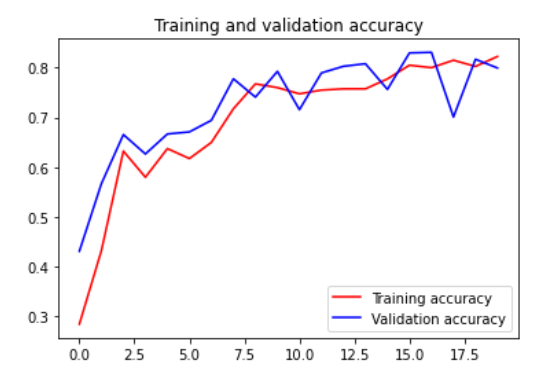 Training and validation accuracy
0.8
0.7
0.6
0.5
0.4
0.3
Training accuracy
Validation accuracy
0.0 2.5 5.0 7.5 10.0 12.5 15.0 17.5